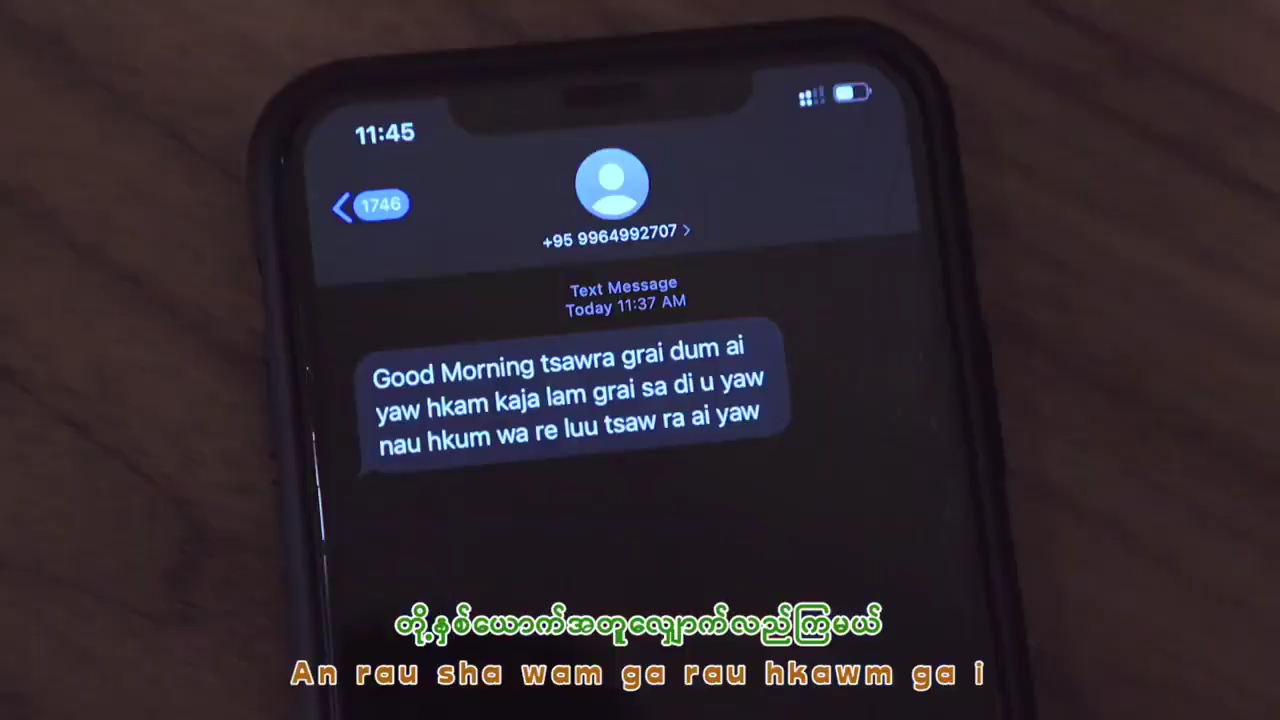 11:45
1746
+95 9964992707 >
Text Message
Today 11:37 AM
Good Morning tsawra grai dum ai
yaw hkam kaja lam grai sa di u yaw
nau hkum wa re luu tsaw ra ai yaw
တို့နှစ်ယောက်အတူလျှောက်လည်ကြမယ်
An rau sha wam ga rau hkawm ga i